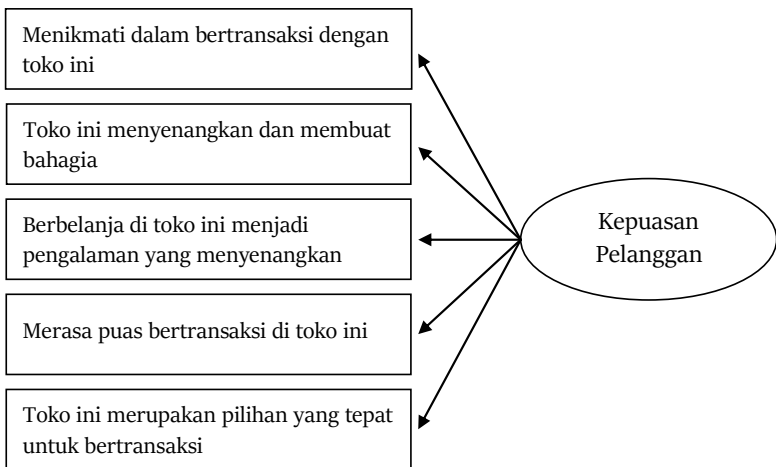 Menikmati dalam bertransaksi dengan
toko ini
Toko ini menyenangkan dan membuat
bahagia
Berbelanja di toko ini menjadi
pengalaman yang menyenangkan
Merasa puas bertransaksi di toko ini
Toko ini merupakan pilihan yang tepat
untuk bertransaksi
Kepuasan
Pelanggan